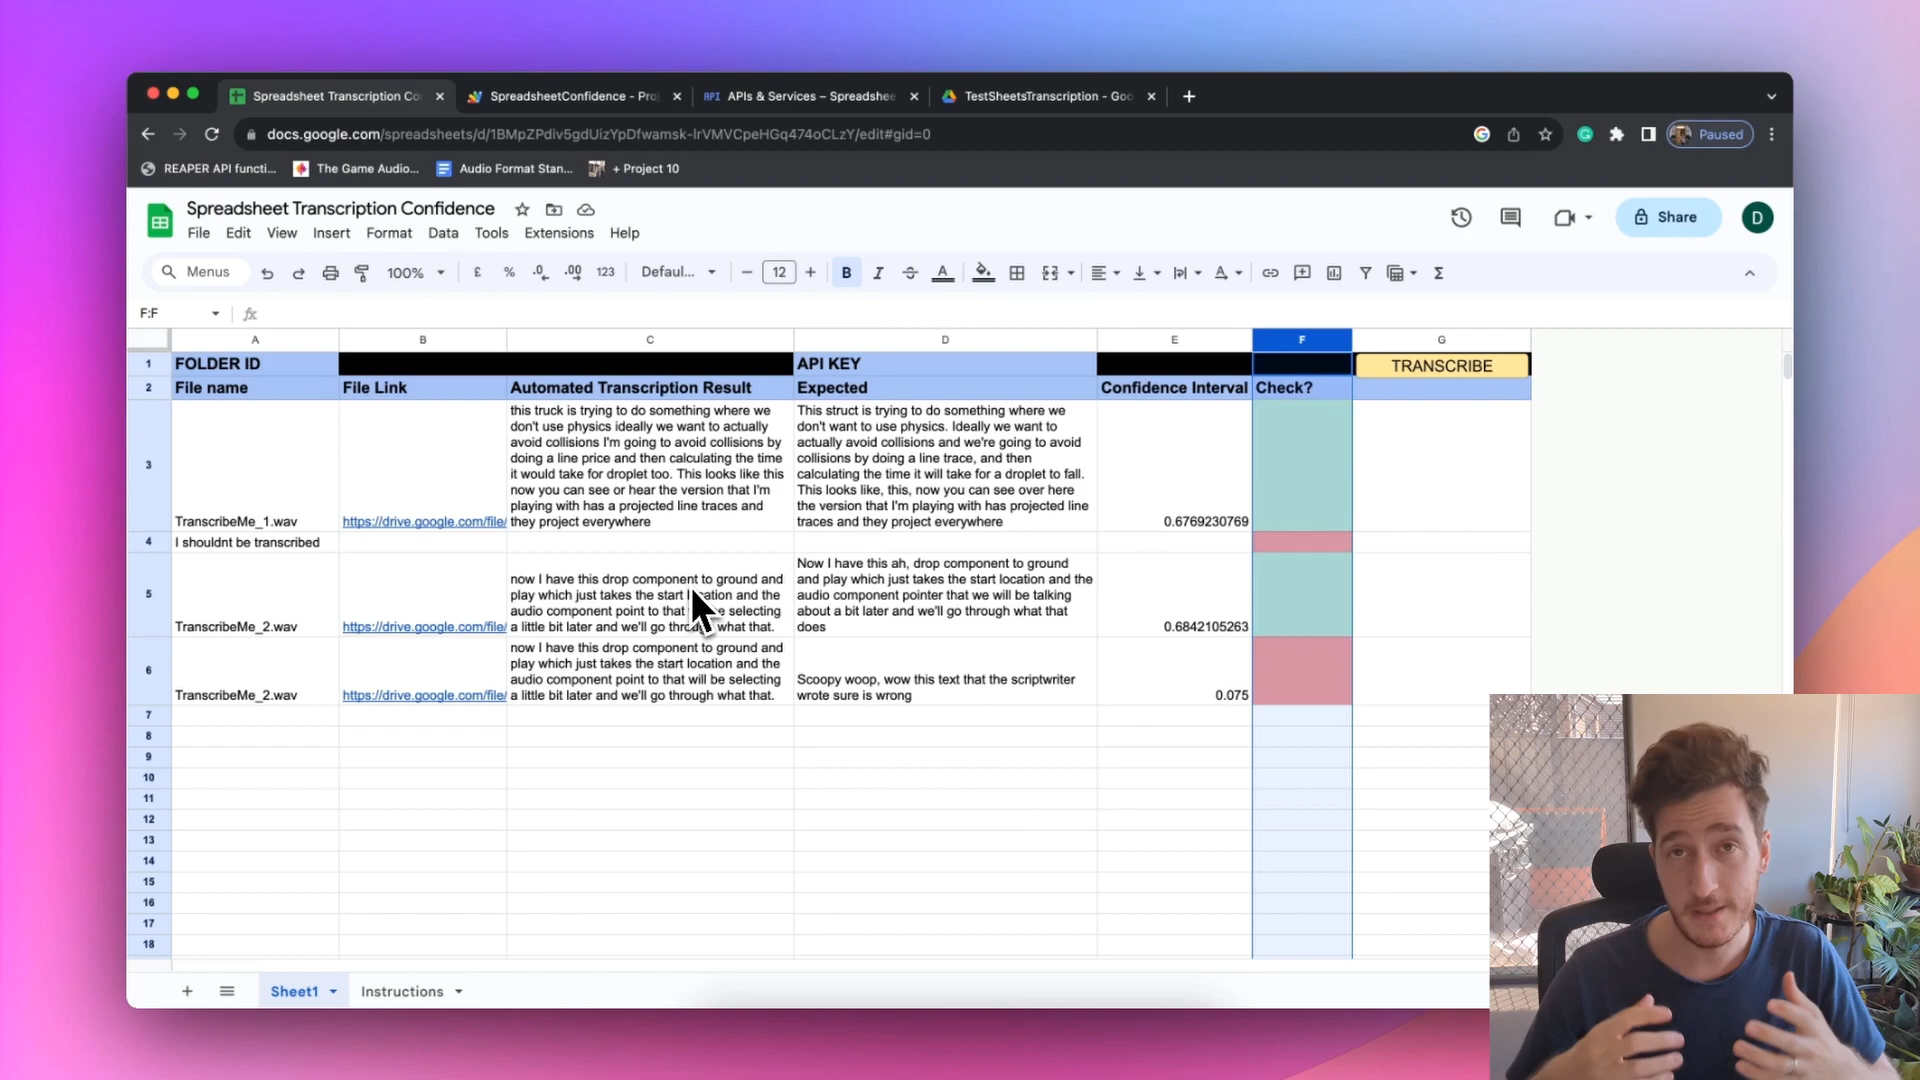 Spreadsheet Transcription Co
SpreadsheetConfidence - Pro
API APIs & Services – Spreadshee
TestSheetsTranscription - Goo
docs.google.com/spreadsheets/d/1BMpZPdiv5gdUizYpDfwamsk-lrVMVCpeHGq474oCLzY/edit#gid=0
Paused
REAPER API functi...
The Game Audio...
Audio Format Stan...
+ Project 10
Spreadsheet Transcription Confidence
File Edit View Insert Format Data Tools Extensions Help
Share
D
Menus
100%
£ % .0 .00 123
Defaul...
12
B I
F:F
fx
A B C D E F G
1 FOLDER ID API KEY TRANSCRIBE
2 File name File Link Automated Transcription Result Expected Confidence Interval Check?
3
TranscribeMe_1.wav
https://drive.google.com/file/
this truck is trying to do something where we
don't use physics ideally we want to actually
avoid collisions I'm going to avoid collisions by
doing a line price and then calculating the time
it would take for droplet too. This looks like this
now you can see or hear the version that I'm
playing with has a projected line traces and
they project everywhere
This struct is trying to do something where we
don't want to use physics. Ideally we want to
actually avoid collisions and we're going to avoid
collisions by doing a line trace, and then
calculating the time it will take for a droplet to fall.
This looks like, this, now you can see over here
the version that I'm playing with has projected line
traces and they project everywhere
0.6769230769
4 I shouldnt be transcribed
5
TranscribeMe_2.wav
https://drive.google.com/file/
now I have this drop component to ground and
play which just takes the start and the
audio component point to that selecting
a little bit later and we'll go what that.
Now I have this ah, drop component to ground
and play which just takes the start location and the
audio component pointer that we will be talking
about a bit later and we'll go through what that
does
0.6842105263
6
TranscribeMe_2.wav
https://drive.google.com/file/
now I have this drop component to ground and
play which just takes the start location and the
audio component point to that will be selecting
a little bit later and we'll go through what that.
Scoopy woop, wow this text that the scriptwriter
wrote sure is wrong
0.075
7
8
9
10
11
12
13
14
15
16
17
18
Sheet1
Instructions